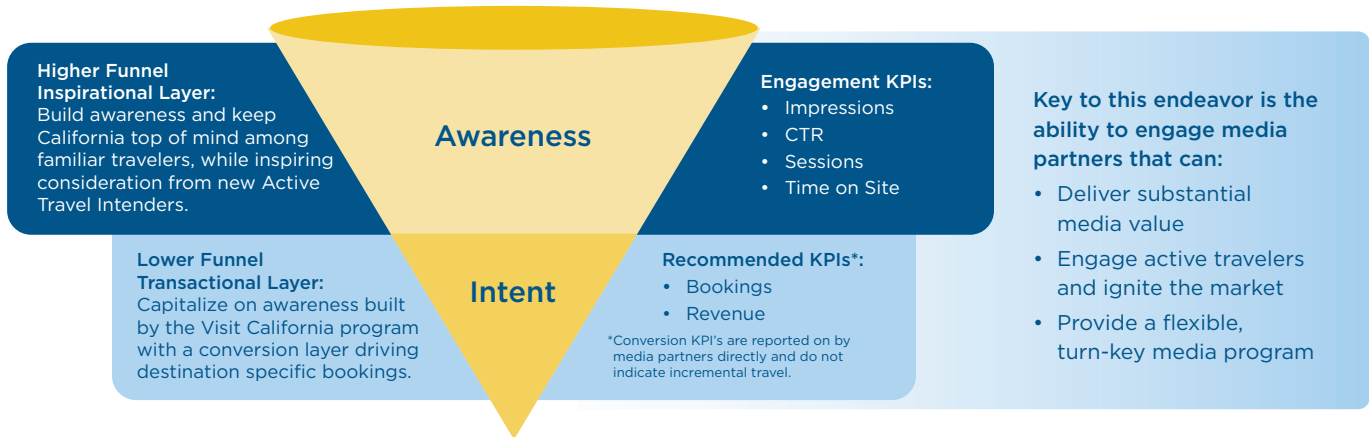 Higher Funnel
Inspirational Layer:
Build awareness and keep
California top of mind among
familiar travelers, while inspiring
consideration from new Active
Travel Intenders.
Awareness
Engagement KPIs:
• Impressions
• CTR
• Sessions
• Time on Site
Lower Funnel
Transactional Layer:
Capitalize on awareness built
by the Visit California program
with a conversion layer driving
destination specific bookings.
Intent
Recommended KPIs*:
• Bookings
• Revenue
*Conversion KPI's are reported on by
media partners directly and do not
indicate incremental travel.
Key to this endeavor is the
ability to engage media
partners that can:
• Deliver substantial
media value
• Engage active travelers
and ignite the market
• Provide a flexible,
turn-key media program